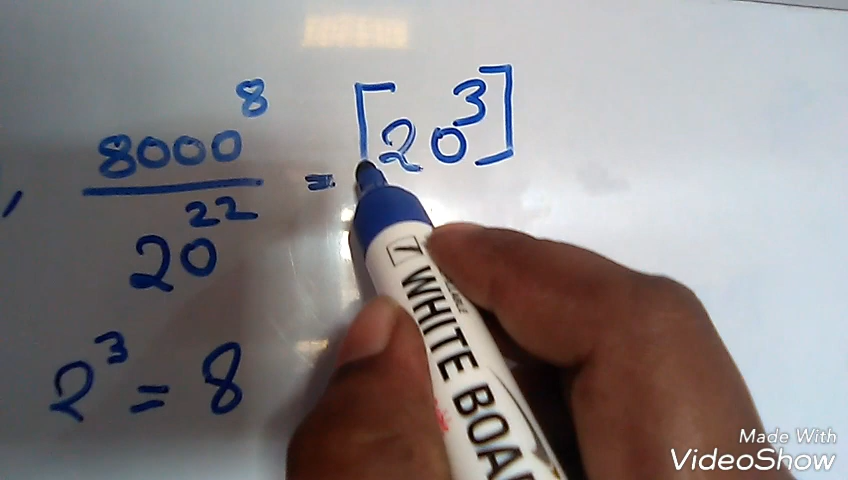 , 8000^8 / 20^22 = [20^3]
2^3 = 8
7 WHITE BOA
Made With
VideoShow